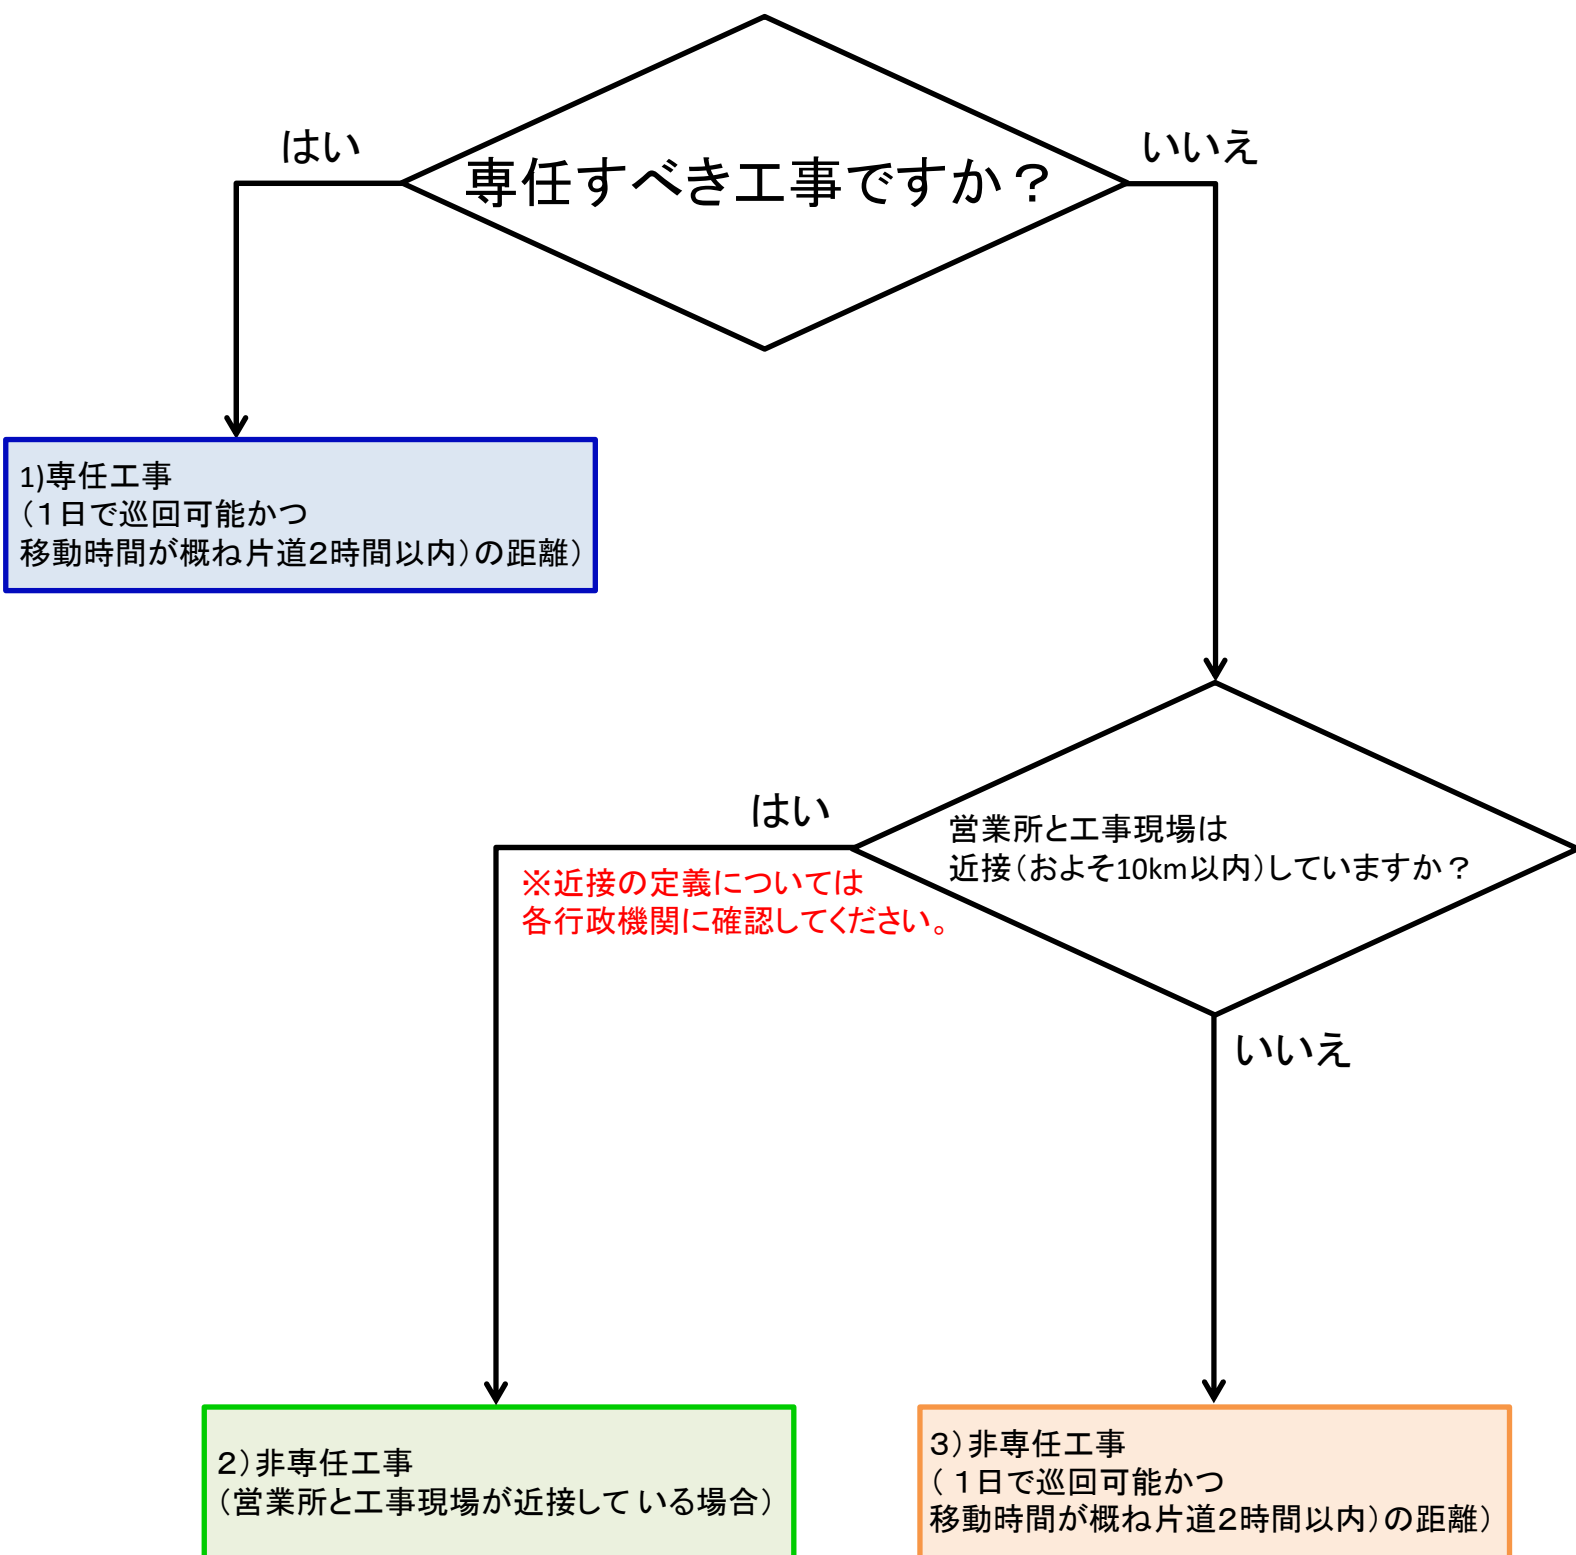 はい
専任すべき工事ですか？
いいえ
1)専任工事
（１日で巡回可能かつ
移動時間が概ね片道２時間以内）の距離）
はい
営業所と工事現場は
近接（およそ10km以内）していますか？
※近接の定義については
各行政機関に確認してください。
いいえ
２）非専任工事
（営業所と工事現場が近接している場合）
３）非専任工事
（ １日で巡回可能かつ
移動時間が概ね片道２時間以内）の距離）